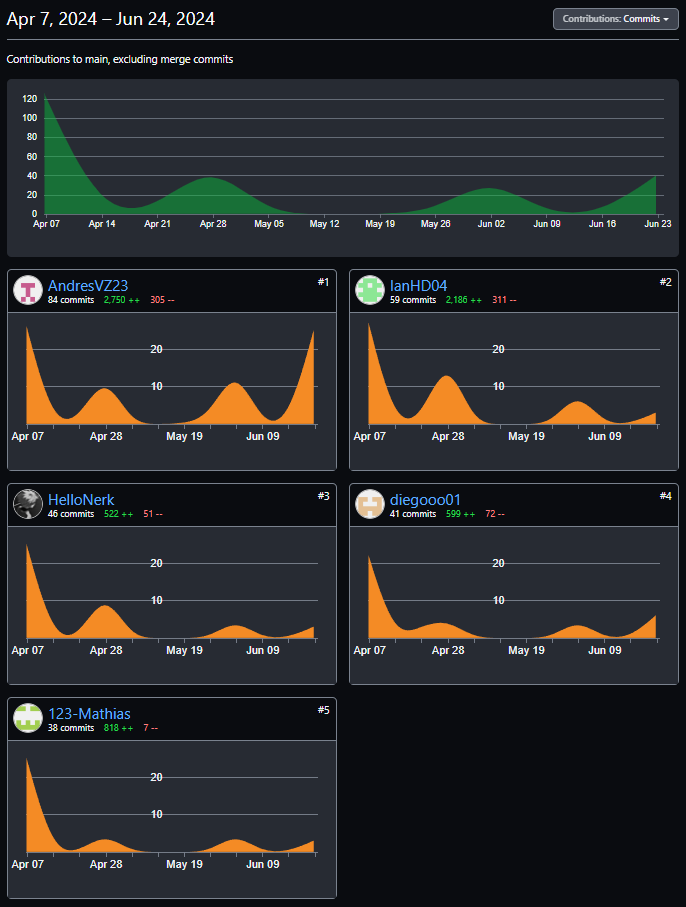 Apr 7, 2024 – Jun 24, 2024
Contributions: Commits
Contributions to main, excluding merge commits
120
100
80
60
40
20
0
Apr 07 Apr 14 Apr 21 Apr 28 May 05 May 12 May 19 May 26 Jun 02 Jun 09 Jun 16 Jun 23
AndresVZ23 #1
84 commits 2,750 ++ 305 --
20
10
Apr 07 Apr 28 May 19 Jun 09
IanHD04 #2
59 commits 2,186 ++ 311 --
20
10
Apr 07 Apr 28 May 19 Jun 09
HelloNerk #3
46 commits 522 ++ 51 --
20
10
Apr 07 Apr 28 May 19 Jun 09
diegooo01 #4
41 commits 599 ++ 72 --
20
10
Apr 07 Apr 28 May 19 Jun 09
123-Mathias #5
38 commits 818 ++ 7 --
20
10
Apr 07 Apr 28 May 19 Jun 09